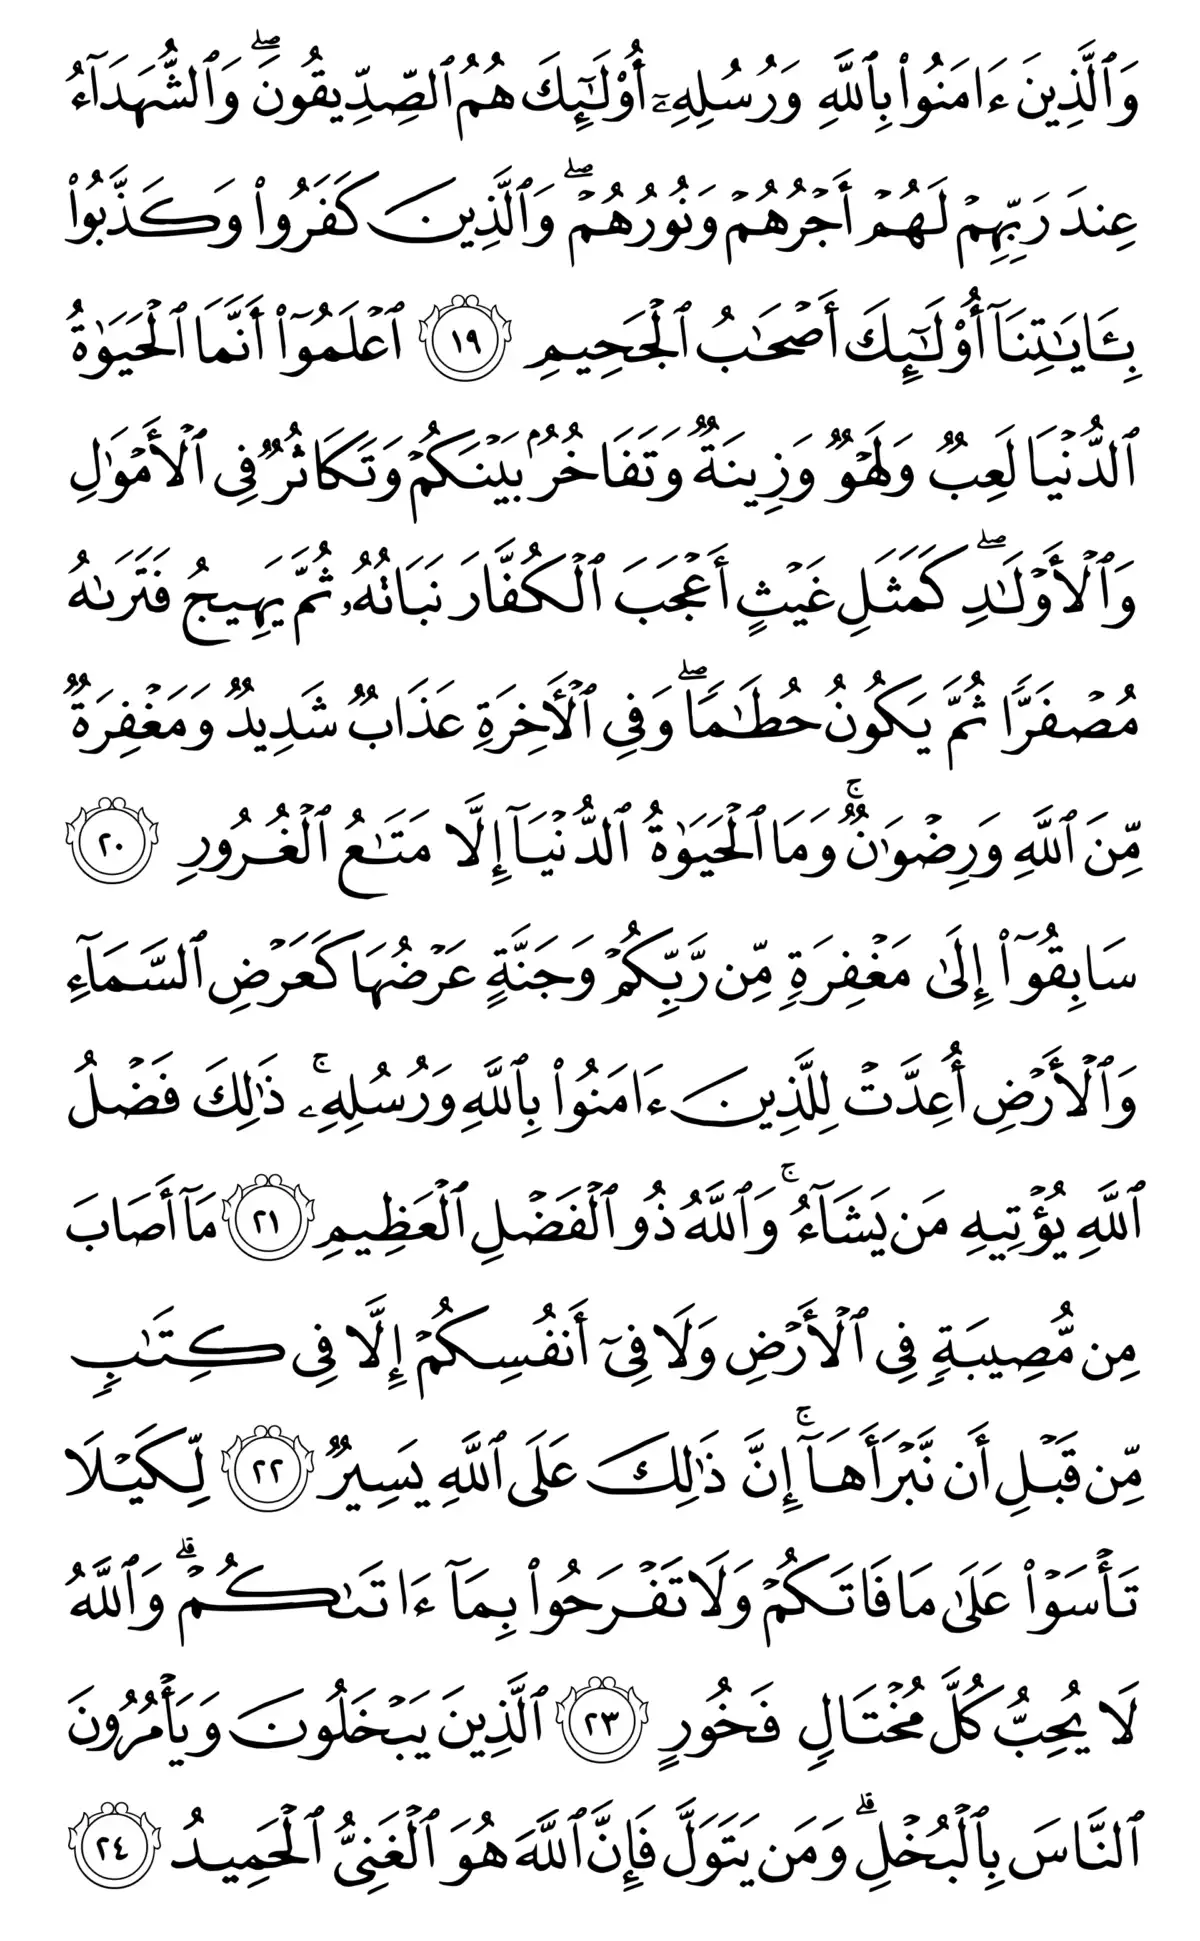 وَٱلَّذِينَ ءَامَنُوا۟ بِٱللَّهِ وَرُسُلِهِۦٓ أُو۟لَـٰٓئِكَ هُمُ ٱلصِّدِّيقُونَ ۖ وَٱلشُّهَدَآءُ
عِندَ رَبِّهِمْ لَهُمْ أَجْرُهُمْ وَنُورُهُمْ ۖ وَٱلَّذِينَ كَفَرُوا۟ وَكَذَّبُوا۟
بِـَٔايَـٰتِنَآ أُو۟لَـٰٓئِكَ أَصْحَـٰبُ ٱلْجَحِيمِ ١٩ ٱعْلَمُوٓا۟ أَنَّمَا ٱلْحَيَوٰةُ
ٱلدُّنْيَا لَعِبٌ وَلَهْوٌ وَزِينَةٌ وَتَفَاخُرٌۢ بَيْنَكُمْ وَتَكَاثُرٌ فِى ٱلْأَمْوَٰلِ
وَٱلْأَوْلَـٰدِ ۖ كَمَثَلِ غَيْثٍ أَعْجَبَ ٱلْكُفَّارَ نَبَاتُهُۥ ثُمَّ يَهِيجُ فَتَرَىٰهُ
مُصْفَرًّا ثُمَّ يَكُونُ حُطَـٰمًا ۖ وَفِى ٱلْـَٔاخِرَةِ عَذَابٌ شَدِيدٌ وَمَغْفِرَةٌ
مِّنَ ٱللَّهِ وَرِضْوَٰنٌ ۚ وَمَا ٱلْحَيَوٰةُ ٱلدُّنْيَآ إِلَّا مَتَـٰعُ ٱلْغُرُورِ ٢٠
سَابِقُوٓا۟ إِلَىٰ مَغْفِرَةٍ مِّن رَّبِّكُمْ وَجَنَّةٍ عَرْضُهَا كَعَرْضِ ٱلسَّمَآءِ
وَٱلْأَرْضِ أُعِدَّتْ لِلَّذِينَ ءَامَنُوا۟ بِٱللَّهِ وَرُسُلِهِۦ ۚ ذَٰلِكَ فَضْلُ
ٱللَّهِ يُؤْتِيهِ مَن يَشَآءُ ۚ وَٱللَّهُ ذُو ٱلْفَضْلِ ٱلْعَظِيمِ ٢١ مَآ أَصَابَ
مِن مُّصِيبَةٍ فِى ٱلْأَرْضِ وَلَا فِىٓ أَنفُسِكُمْ إِلَّا فِى كِتَـٰبٍ
مِّن قَبْلِ أَن نَّبْرَأَهَآ ۚ إِنَّ ذَٰلِكَ عَلَى ٱللَّهِ يَسِيرٌ ٢٢ لِّكَيْلَا
تَأْسَوْا۟ عَلَىٰ مَا فَاتَكُمْ وَلَا تَفْرَحُوا۟ بِمَآ ءَاتَىٰكُمْ ۗ وَٱللَّهُ
لَا يُحِبُّ كُلَّ مُخْتَالٍ فَخُورٍ ٢٣ ٱلَّذِينَ يَبْخَلُونَ وَيَأْمُرُونَ
ٱلنَّاسَ بِٱلْبُخْلِ ۗ وَمَن يَتَوَلَّ فَإِنَّ ٱللَّهَ هُوَ ٱلْغَنِىُّ ٱلْحَمِيدُ ٢٤